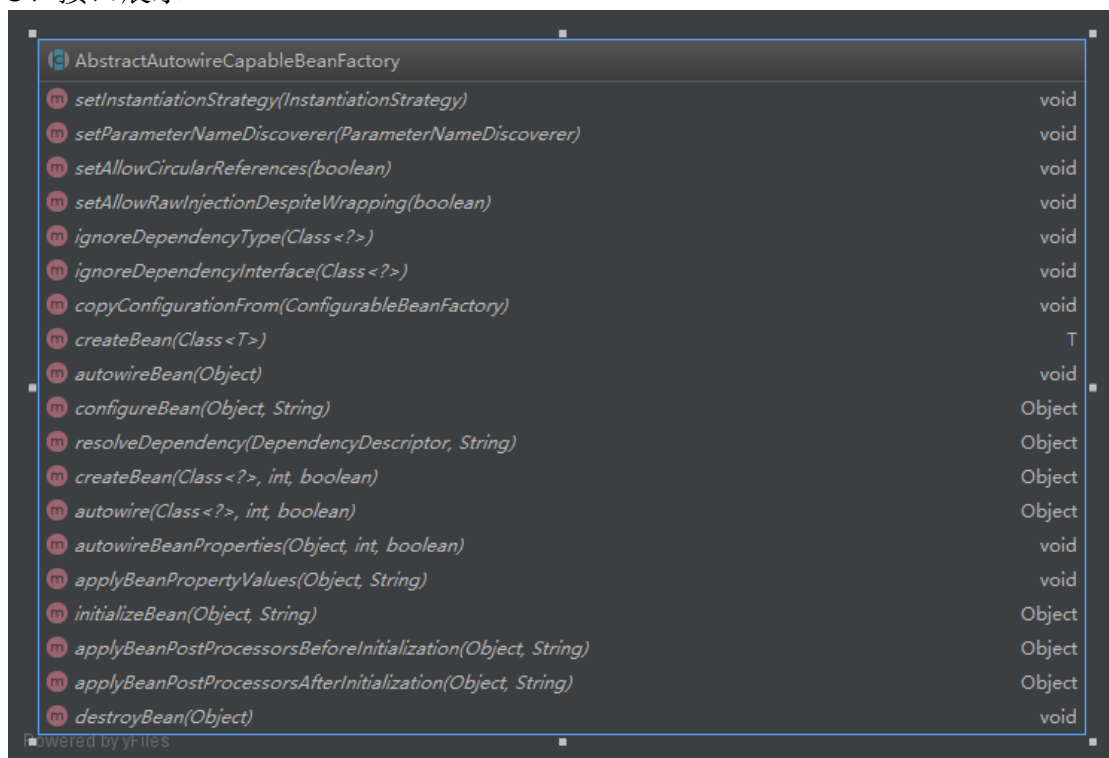 AbstractAutowireCapableBeanFactory
setInstantiationStrategy(InstantiationStrategy) void
setParameterNameDiscoverer(ParameterNameDiscoverer) void
setAllowCircularReferences(boolean) void
setAllowRawInjectionDespiteWrapping(boolean) void
ignoreDependencyType(Class<?>) void
ignoreDependencyInterface(Class<?>) void
copyConfigurationFrom(ConfigurableBeanFactory) void
createBean(Class<T>) T
autowireBean(Object) void
configureBean(Object, String) Object
resolveDependency(DependencyDescriptor, String) Object
createBean(Class<?>, int, boolean) Object
autowire(Class<?>, int, boolean) Object
autowireBeanProperties(Object, int, boolean) void
applyBeanPropertyValues(Object, String) void
initializeBean(Object, String) Object
applyBeanPostProcessorsBeforeInitialization(Object, String) Object
applyBeanPostProcessorsAfterInitialization(Object, String) Object
destroyBean(Object) void
Powered by yFiles